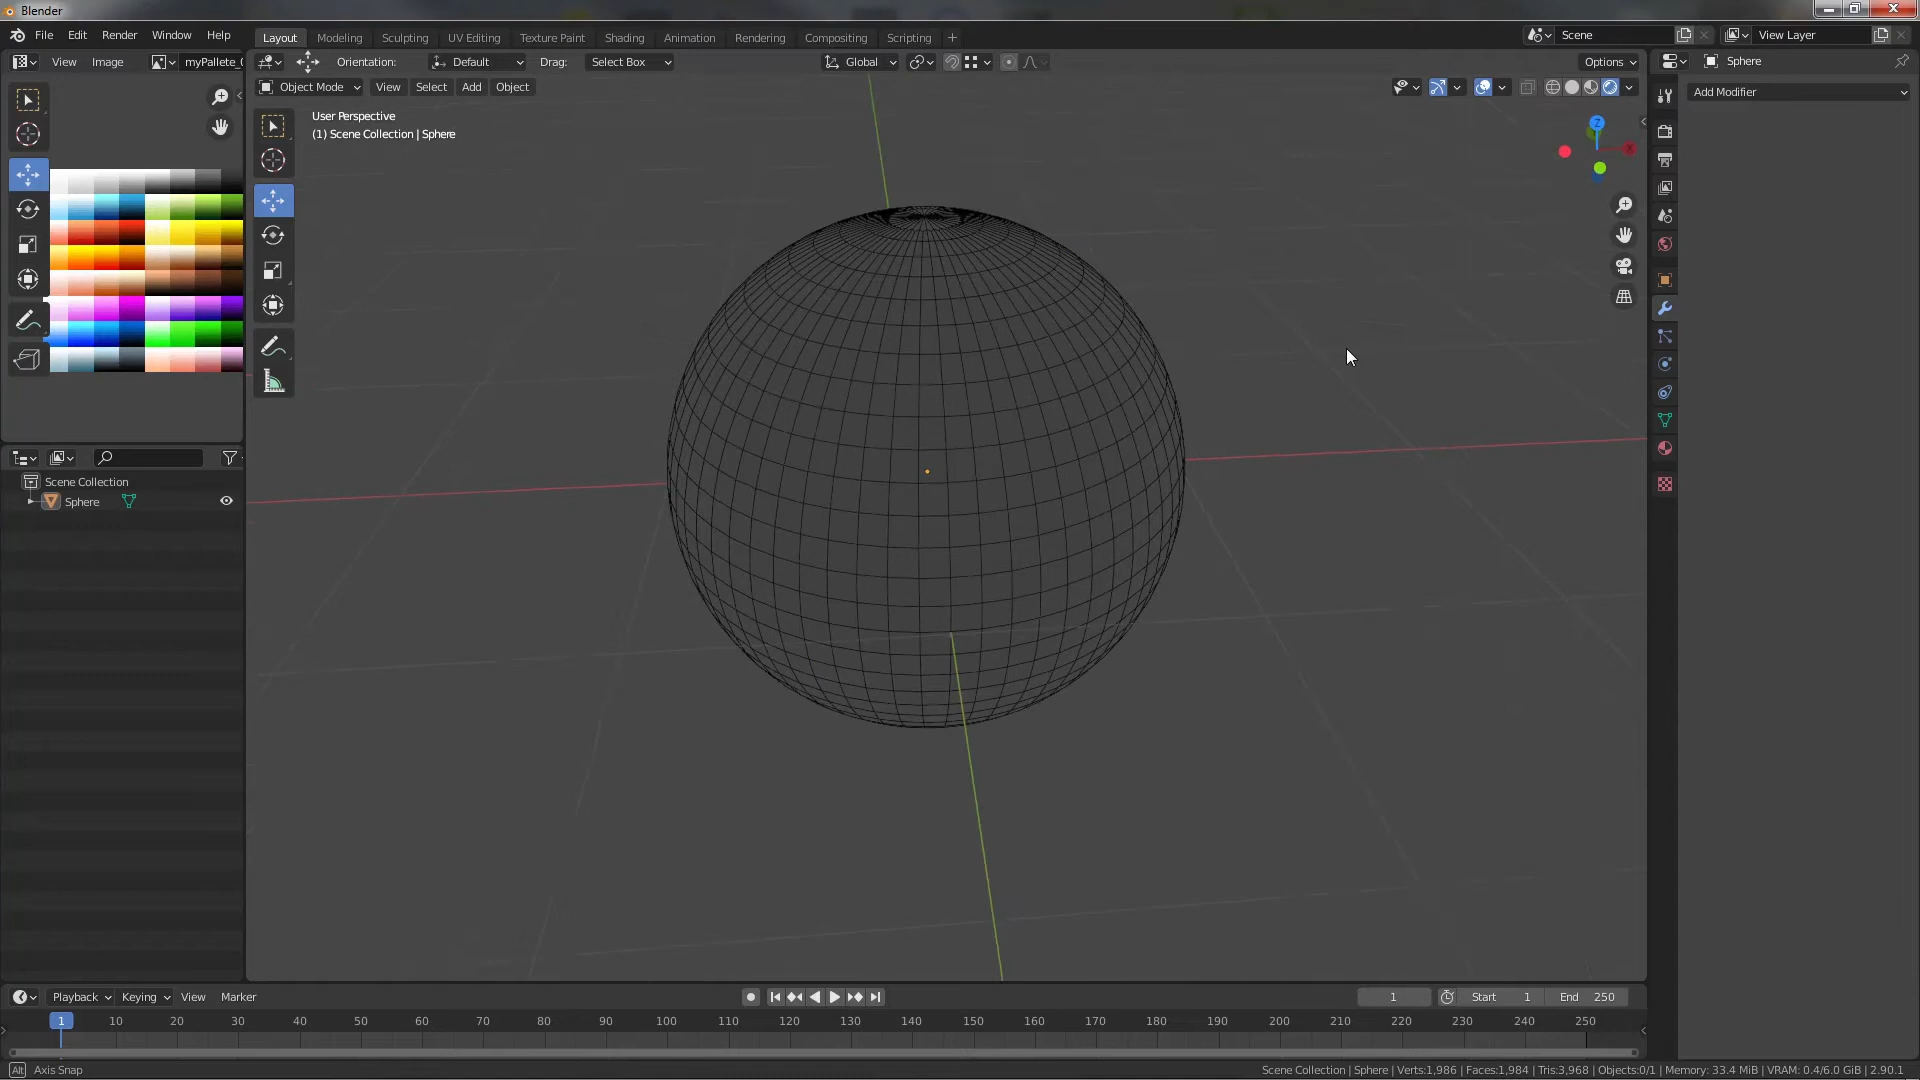 Blender
File Edit Render Window Help
Layout Modeling Sculpting UV Editing Texture Paint Shading Animation Rendering Compositing Scripting +
Scene
View Layer
View Image
Orientation: Default Drag: Select Box
Global
Options
Sphere
Object Mode View Select Add Object
Add Modifier
User Perspective
(1) Scene Collection | Sphere
Z
X
Scene Collection
Sphere
Playback Keying View Marker
1
Start 1
End 250
1 10 20 30 40 50 60 70 80 90 100 110 120 130 140 150 160 170 180 190 200 210 220 230 240 250
Alt Axis Snap
Scene Collection | Sphere | Verts:1,986 | Faces:1,984 | Tris:3,968 | Objects:0/1 | Memory: 33.4 MiB | VRAM: 0.4/6.0 GiB | 2.90.1